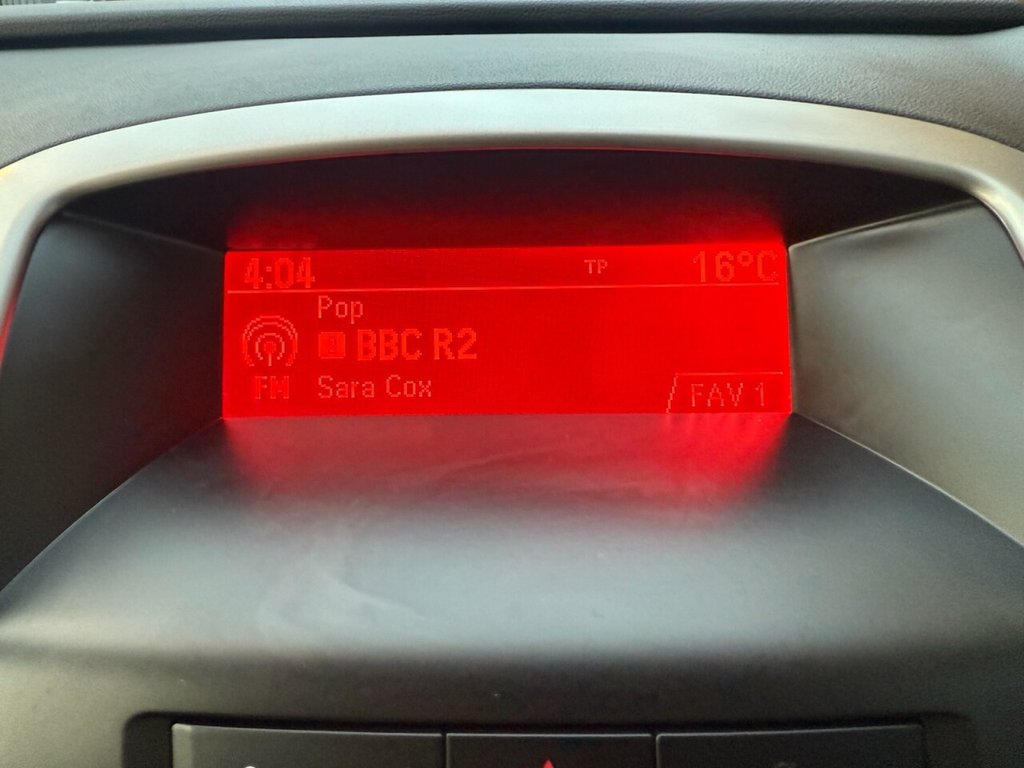 4:04 TP 16°C
Pop
BBC R2
FM Sara Cox
FAV 1